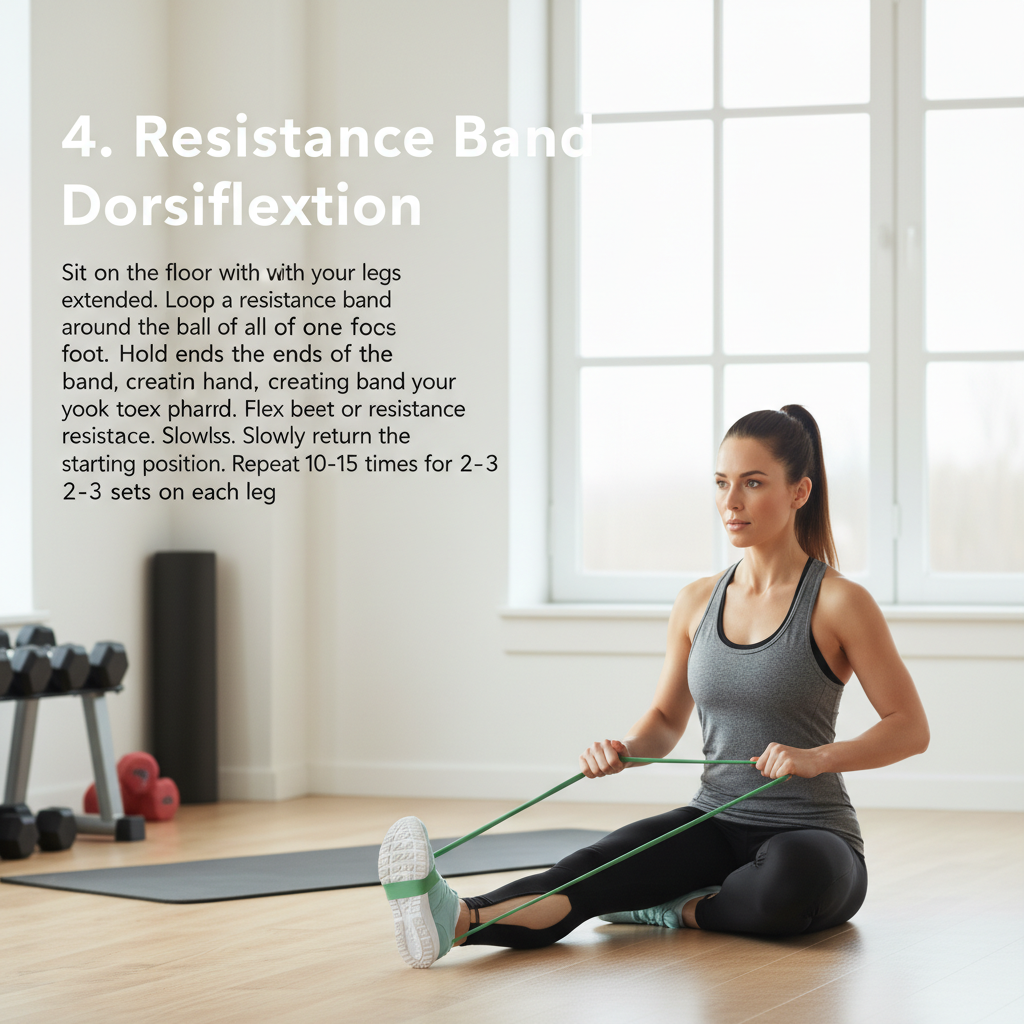 4. Resistance Band
Dorsiflextion
Sit on the floor with with your legs
extended. Loop a resistance band
around the ball of all of one focs
foot. Hold ends the ends of the
band, creatin hand, creating band your
yook toex pharrd. Flex beet or resistance
resistace. Slowlss. Slowly return the
starting position. Repeat 10-15 times for 2-3
2-3 sets on each leg